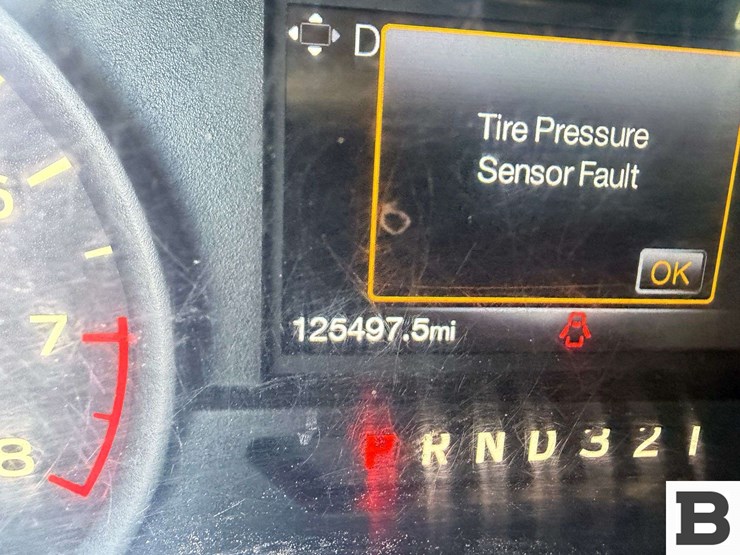 D
Tire Pressure
Sensor Fault
OK
6
7
8
125497.5mi
P R N D 3 2 1
B